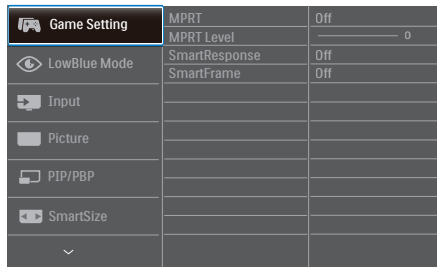 Game Setting
LowBlue Mode
Input
Picture
PIP/PBP
SmartSize
MPRT Off
MPRT Level 0
SmartResponse Off
SmartFrame Off